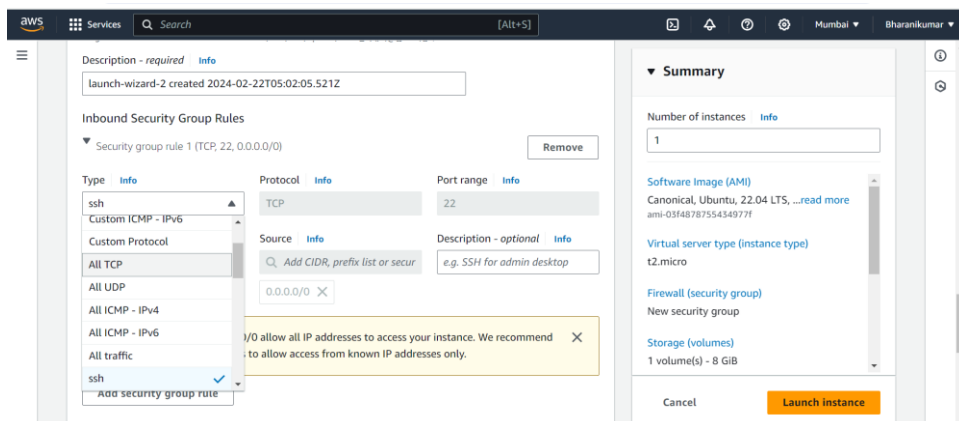 aws
Services
Search
[Alt+S]
Mumbai
Bharanikumar
Description - required Info
launch-wizard-2 created 2024-02-22T05:02:05.521Z
Inbound Security Group Rules
Security group rule 1 (TCP, 22, 0.0.0.0/0)
Remove
Type Info
Protocol Info
Port range Info
ssh
TCP
22
Custom ICMP - IPv6
Custom Protocol
All TCP
All UDP
All ICMP - IPv4
All ICMP - IPv6
All traffic
ssh
Source Info
Description - optional Info
Add CIDR, prefix list or secur
e.g. SSH for admin desktop
0.0.0.0/0
/0 allow all IP addresses to access your instance. We recommend
to allow access from known IP addresses only.
Add security group rule
Summary
Number of instances Info
1
Software Image (AMI)
Canonical, Ubuntu, 22.04 LTS, ...read more
ami-03f4878755434977f
Virtual server type (instance type)
t2.micro
Firewall (security group)
New security group
Storage (volumes)
1 volume(s) - 8 GiB
Cancel
Launch instance